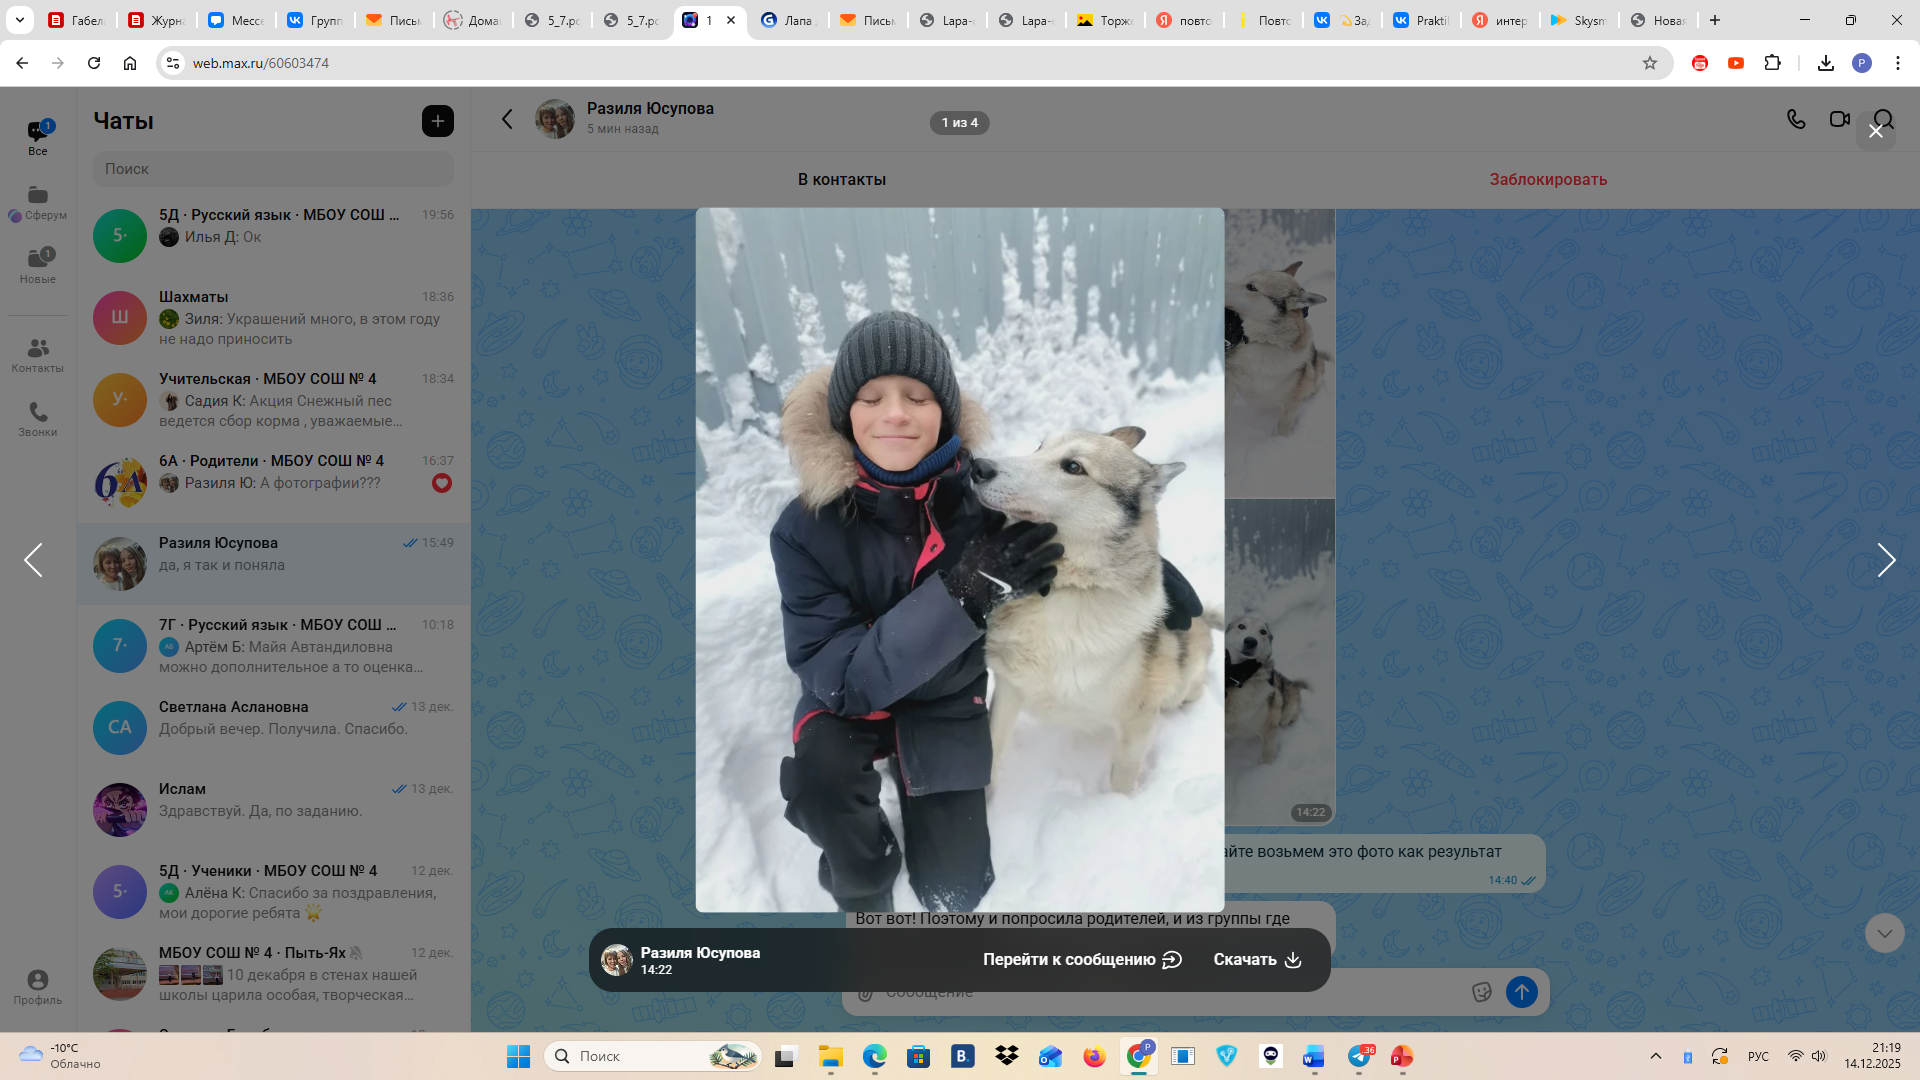 Габел
Журна
Мессе
Групп
Письм
Дома
5_7.pc
5_7.pc
1
Лапа
Письм
Lapa-
Lapa-
Торже
повто
Повто
Зад
Prakti
интер
Skysm
Новая
web.max.ru/60603474
Чаты
Поиск
1
Все
Сферум
1
Новые
Контакты
Звонки
Профиль
5Д · Русский язык · МБОУ СОШ ...
19:56
Илья Д: Ок
Шахматы
18:36
Зиля: Украшений много, в этом году
не надо приносить
Учительская · МБОУ СОШ № 4
18:34
Садия К: Акция Снежный пес
ведется сбор корма , уважаемые...
6А · Родители · МБОУ СОШ № 4
16:37
Разиля Ю: А фотографии???
Разиля Юсупова
15:49
да, я так и поняла
7Г · Русский язык · МБОУ СОШ ...
10:18
Артём Б: Майя Автандиловна
можно дополнительное а то оценка...
Светлана Аслановна
13 дек.
Добрый вечер. Получила. Спасибо.
Ислам
13 дек.
Здравствуй. Да, по заданию.
5Д · Ученики · МБОУ СОШ № 4
12 дек.
Алёна К: Спасибо за поздравления,
мои дорогие ребята
МБОУ СОШ № 4 · Пыть-Ях
12 дек.
10 декабря в стенах нашей
школы царила особая, творческая...
Разиля Юсупова
5 мин назад
1 из 4
В контакты
Заблокировать
14:22
айте возьмем это фото как результат
14:40
Вот вот! Поэтому и попросила родителей, и из группы где
Разиля Юсупова
14:22
Перейти к сообщению
Скачать
Сообщение
-10°C
Облачно
Поиск
РУС
21:19
14.12.2025